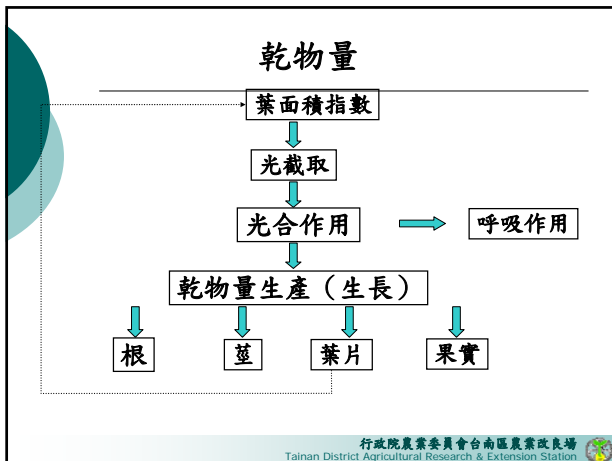 乾物量
葉面積指數
光截取
光合作用 呼吸作用
乾物量生產（生長）
根 莖 葉片 果實
行政院農業委員會台南區農業改良場
Tainan District Agricultural Research & Extension Station